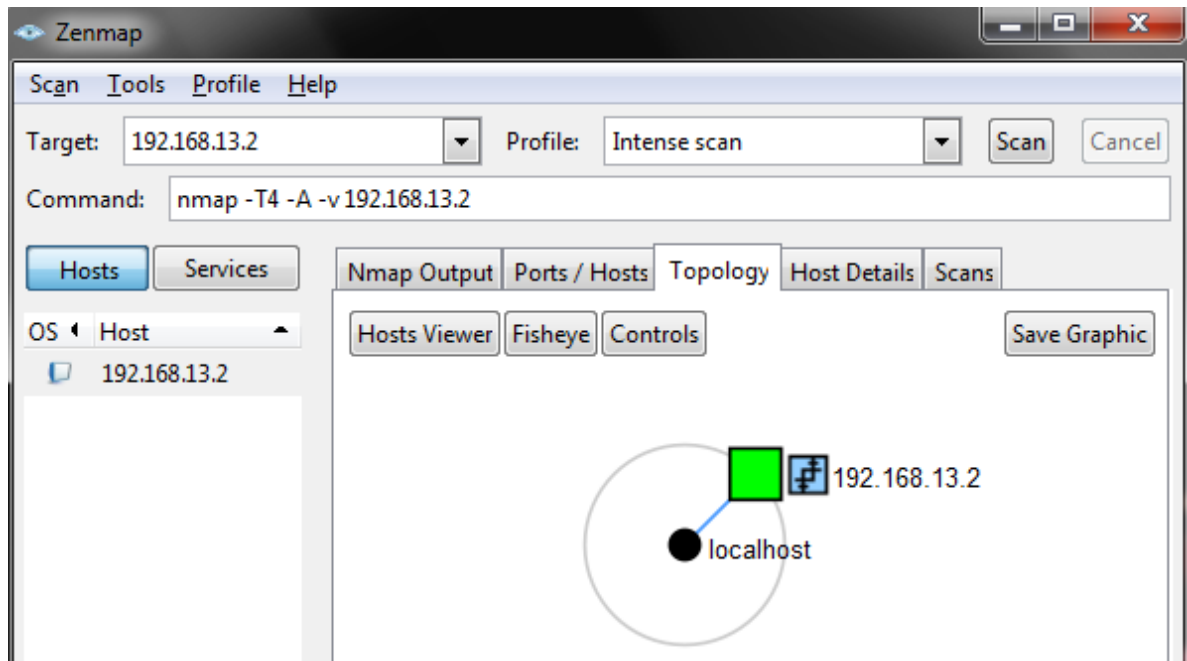 Zenmap
Scan Tools Profile Help
Target: 192.168.13.2 Profile: Intense scan Scan Cancel
Command: nmap -T4 -A -v 192.168.13.2
Hosts Services
Nmap Output Ports / Hosts Topology Host Details Scans
OS Host
Hosts Viewer Fisheye Controls Save Graphic
192.168.13.2
192.168.13.2
localhost